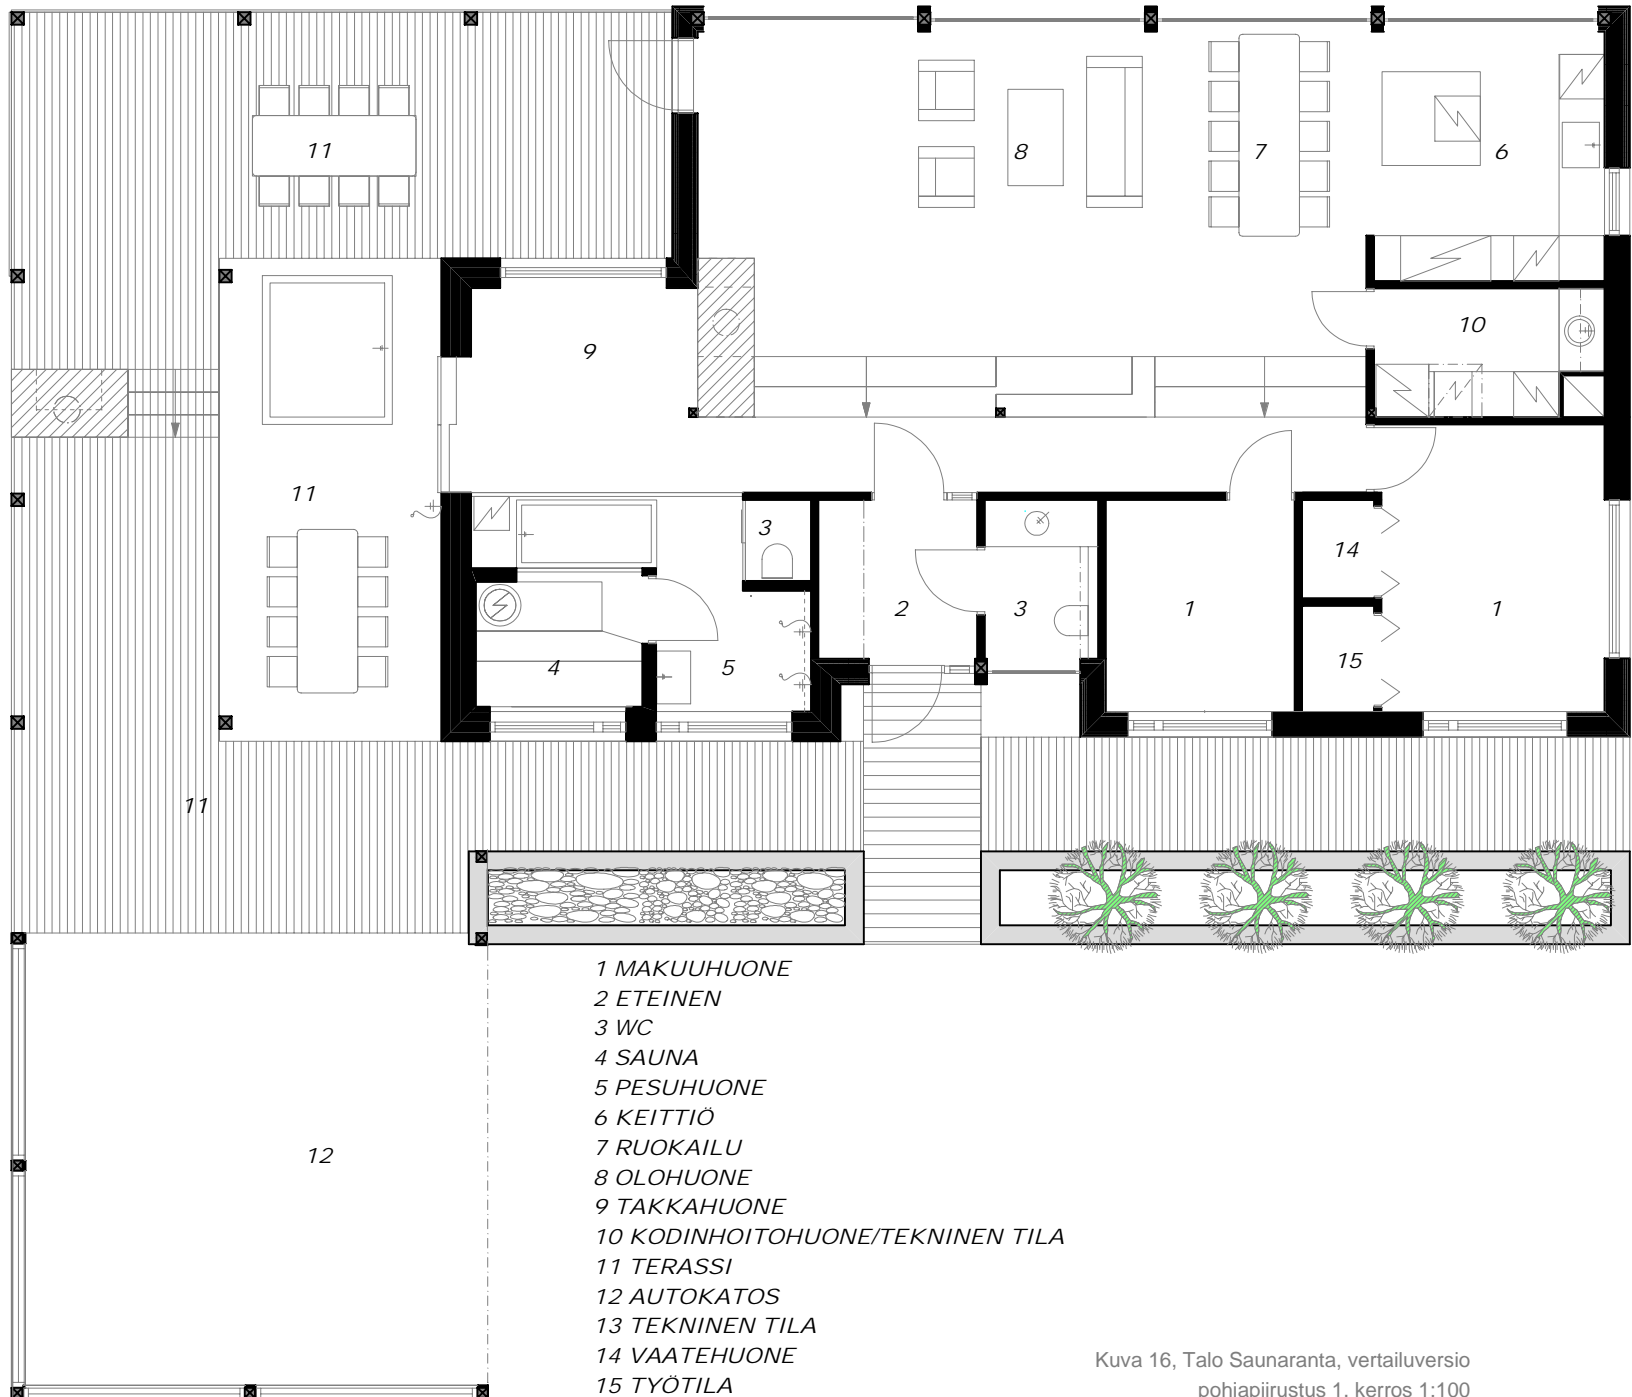 11
8
7
6
9
10
11
3
14
2
3
1
1
4
5
15
11
1 MAKUUHUONE
2 ETEINEN
3 WC
4 SAUNA
5 PESUHUONE
6 KEITTIÖ
7 RUOKAILU
8 OLOHUONE
9 TAKKAHUONE
10 KODINHOITOHUONE/TEKNINEN TILA
11 TERASSI
12 AUTOKATOS
13 TEKNINEN TILA
14 VAATEHUONE
15 TYÖTILA
12
Kuva 16, Talo Saunaranta, vertailuversio
pohjapiirustus 1. kerros 1:100